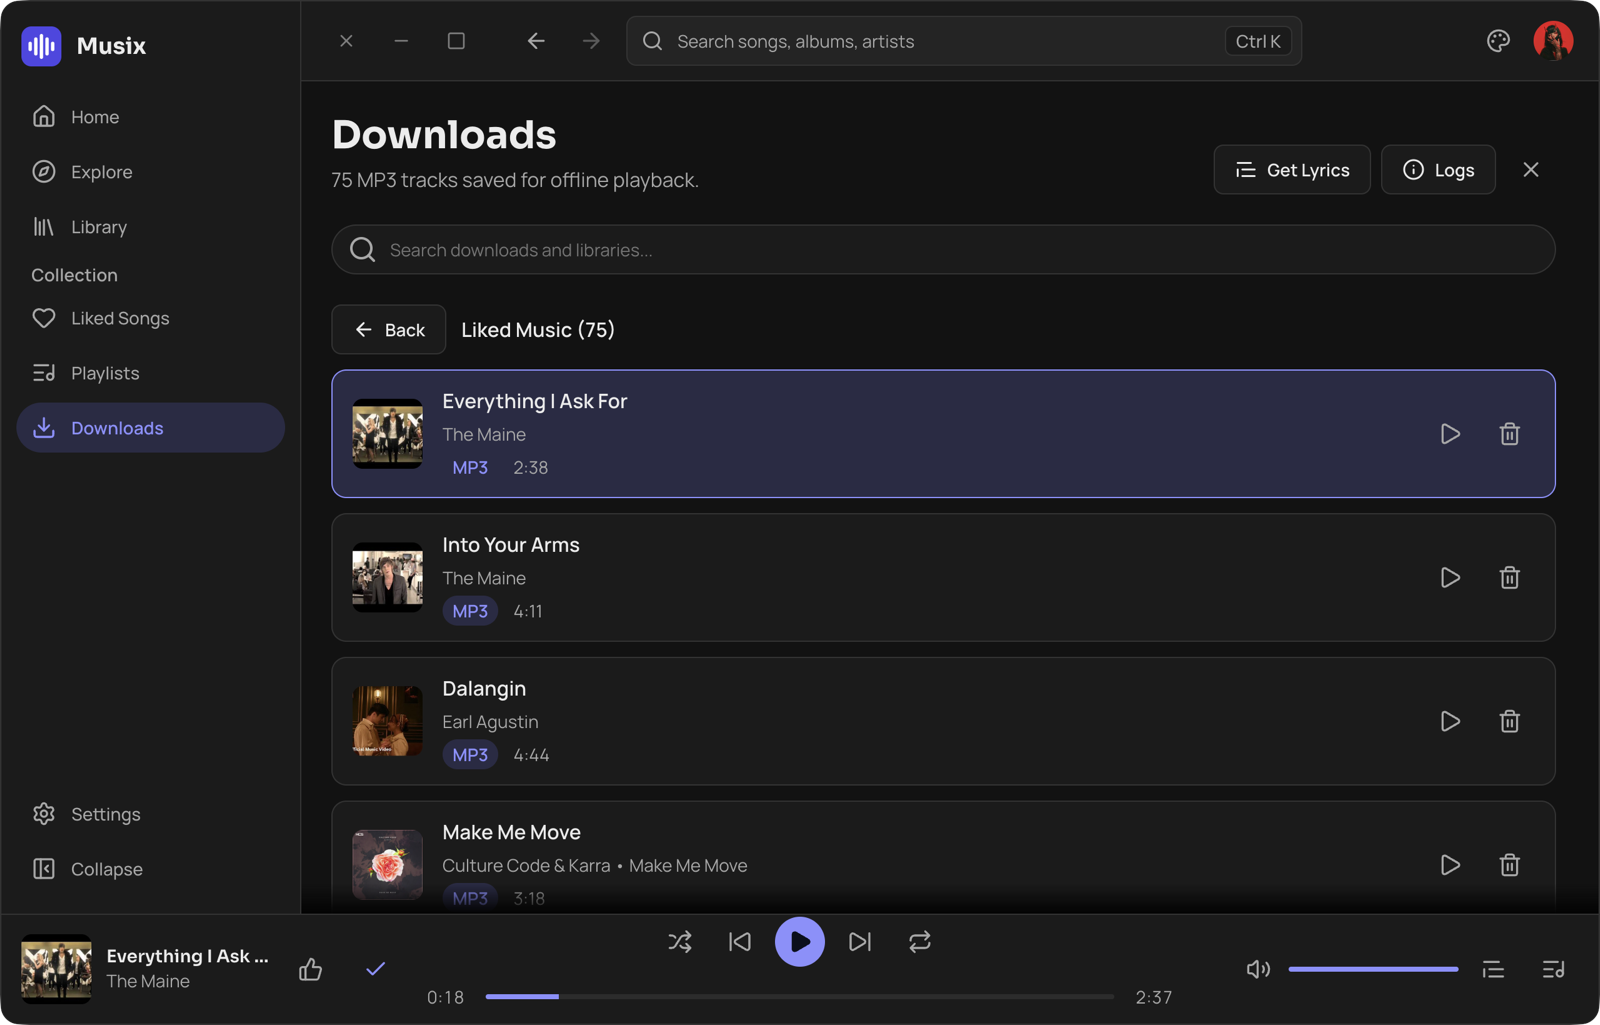 Musix
Search songs, albums, artists
Ctrl K
Home
Explore
Library
Collection
Liked Songs
Playlists
Downloads
Settings
Collapse
Downloads
75 MP3 tracks saved for offline playback.
Get Lyrics
Logs
Search downloads and libraries...
Back
Liked Music (75)
Everything I Ask For
The Maine
MP3 2:38
Into Your Arms
The Maine
MP3 4:11
Dalangin
Earl Agustin
MP3 4:44
Make Me Move
Culture Code & Karra • Make Me Move
MP3 3:18
Everything I Ask ...
The Maine
0:18
2:37